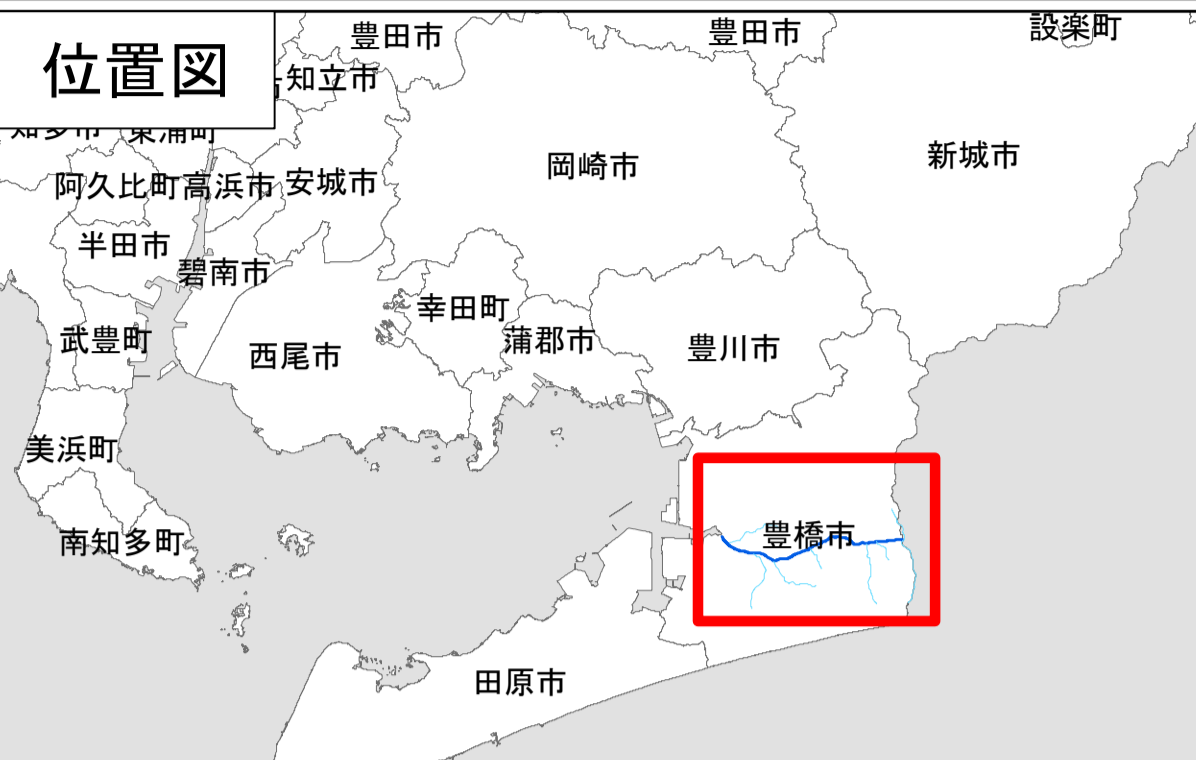 位置図
豊田市
豊田市
設楽町
知立市
知多市
東浦町
岡崎市
新城市
阿久比町
高浜市
安城市
半田市
碧南市
幸田町
武豊町
西尾市
蒲郡市
豊川市
美浜町
南知多町
豊橋市
田原市